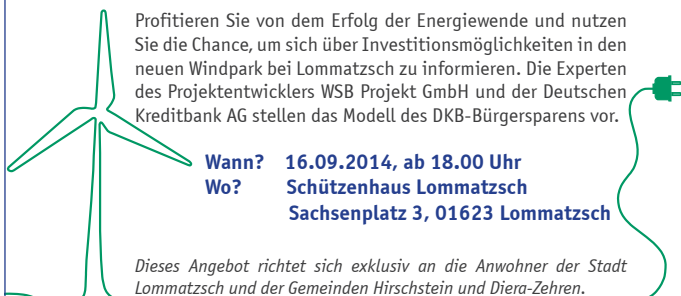 Profitieren Sie von dem Erfolg der Energiewende und nutzen
Sie die Chance, um sich über Investitionsmöglichkeiten in den
neuen Windpark bei Lommatzsch zu informieren. Die Experten
des Projektentwicklers WSB Projekt GmbH und der Deutschen
Kreditbank AG stellen das Modell des DKB-Bürgersparens vor.
Wann? 16.09.2014, ab 18.00 Uhr
Wo? Schützenhaus Lommatzsch
Sachsenplatz 3, 01623 Lommatzsch
Dieses Angebot richtet sich exklusiv an die Anwohner der Stadt
Lommatzsch und der Gemeinden Hirschstein und Diera-Zehren.